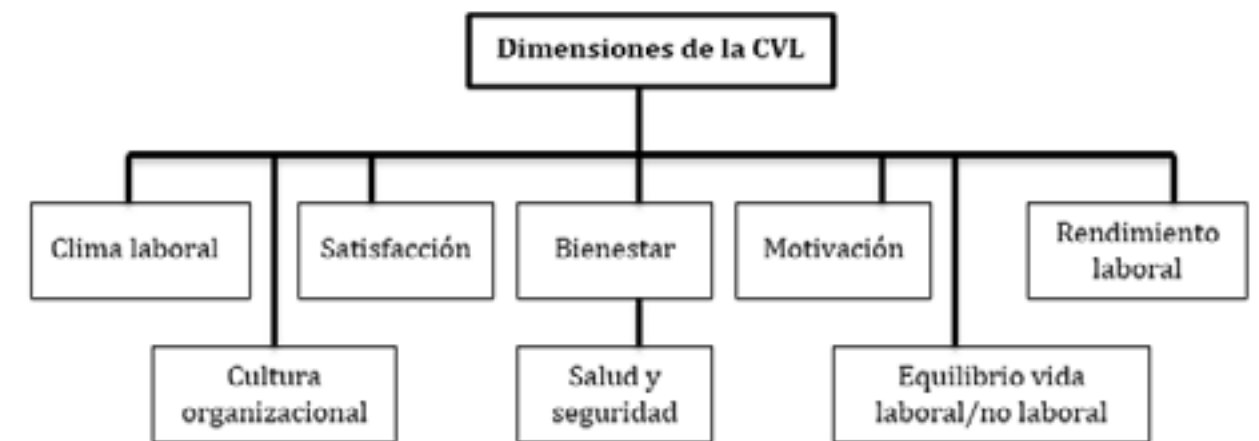 Dimensiones de la CVL
Clima laboral
Satisfacción
Bienestar
Motivación
Rendimiento
laboral
Cultura
organizacional
Salud y
seguridad
Equilibrio vida
laboral/no laboral